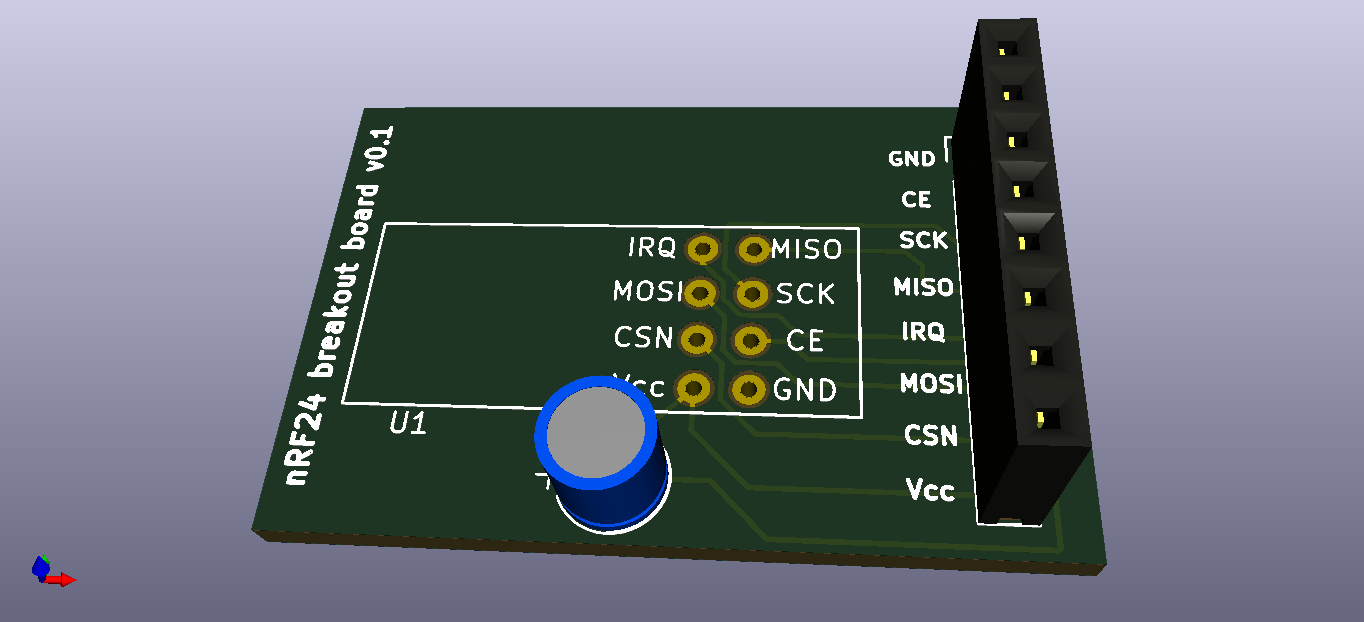 nRF24 breakout board v0.1
IRQ MISO
MOSI SCK
CSN CE
Vcc GND
U1
GND
CE
SCK
MISO
IRQ
MOSI
CSN
Vcc